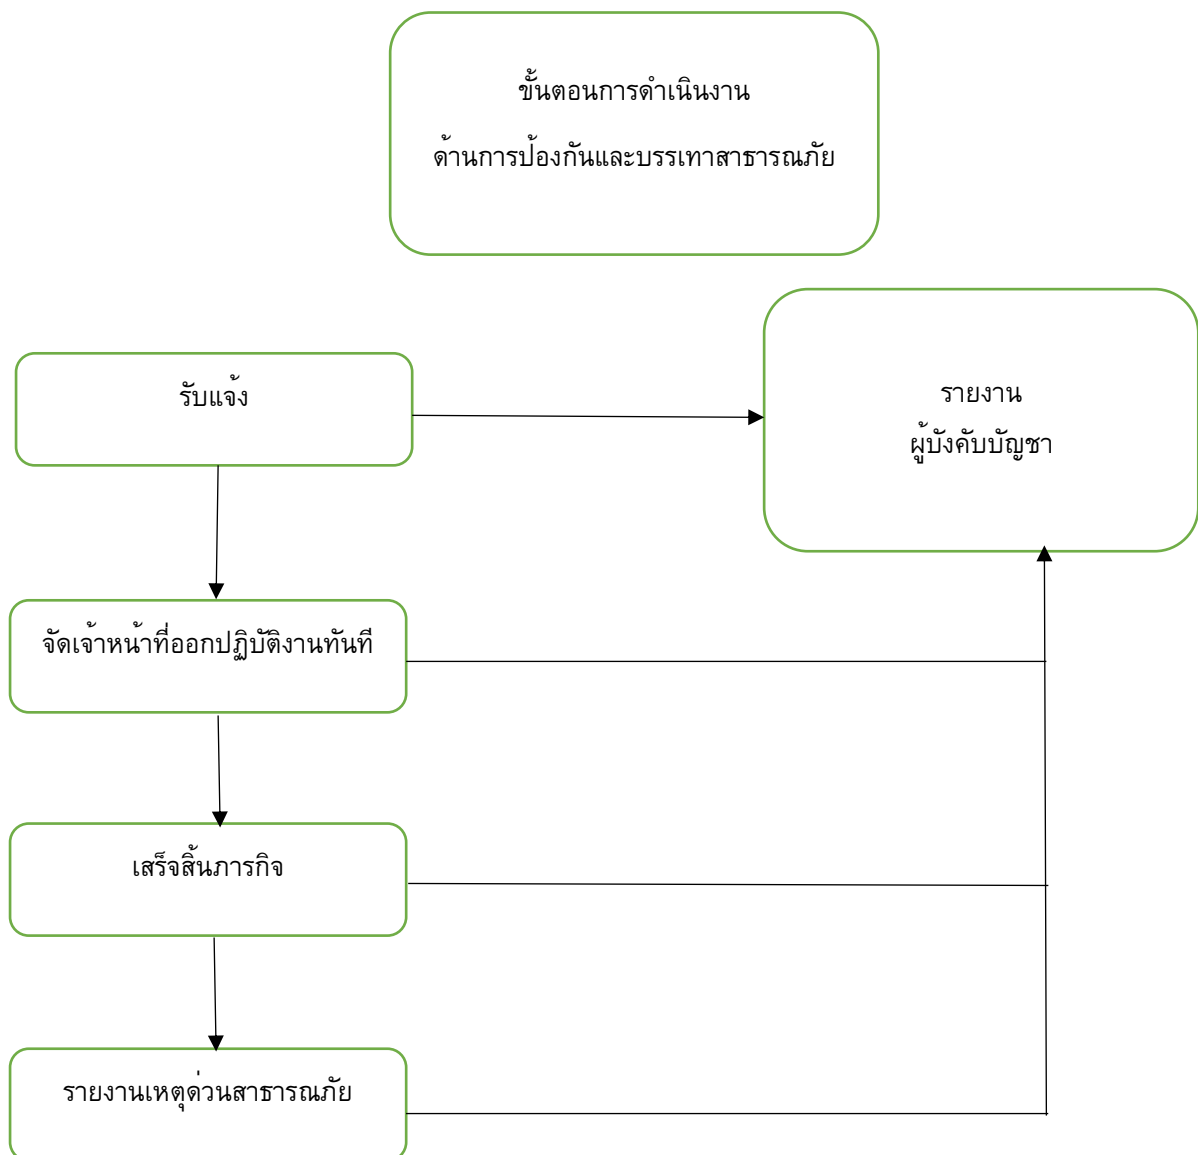 ขั้นตอนการดำเนินงาน
ด้านการป้องกันและบรรเทาสาธารณภัย
รับแจ้ง
รายงาน
ผู้บังคับบัญชา
จัดเจ้าหน้าที่ออกปฏิบัติงานทันที
เสร็จสิ้นภารกิจ
รายงานเหตุด่วนสาธารณภัย